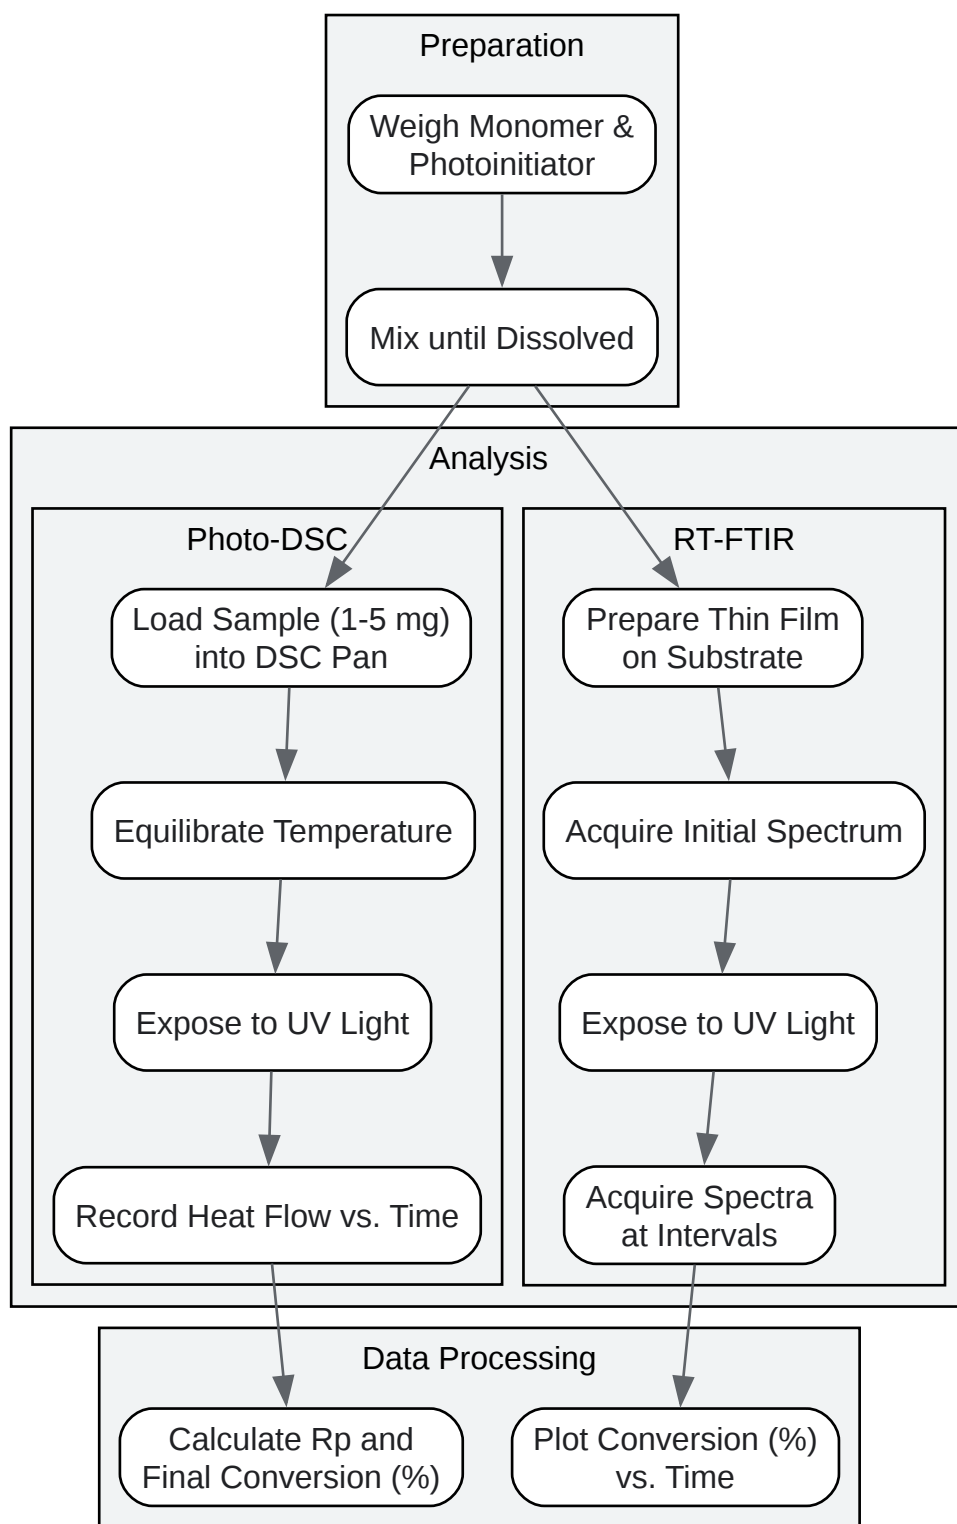 Preparation
Weigh Monomer &
Photoinitiator
Mix until Dissolved
Analysis
Photo-DSC
Load Sample (1-5 mg)
into DSC Pan
Equilibrate Temperature
Expose to UV Light
Record Heat Flow vs. Time
RT-FTIR
Prepare Thin Film
on Substrate
Acquire Initial Spectrum
Expose to UV Light
Acquire Spectra
at Intervals
Data Processing
Calculate Rp and
Final Conversion (%)
Plot Conversion (%)
vs. Time